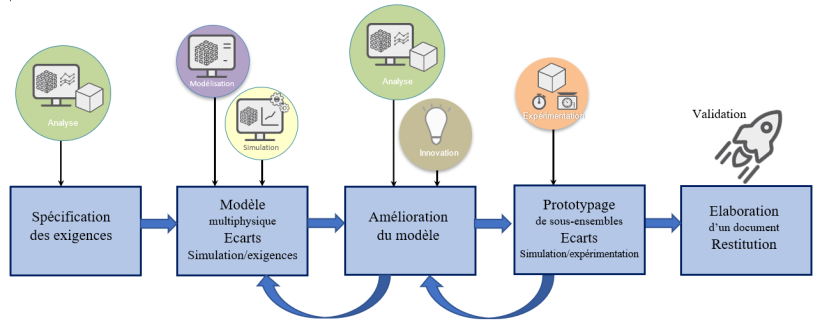 Analyse
Modélisation
Simulation
Analyse
Innovation
Expérimentation
Validation
Spécification
des exigences
Modèle
multiphysique
Ecarts
Simulation/exigences
Amélioration
du modèle
Prototypage
de sous-ensembles
Ecarts
Simulation/expérimentation
Elaboration
d'un document
Restitution